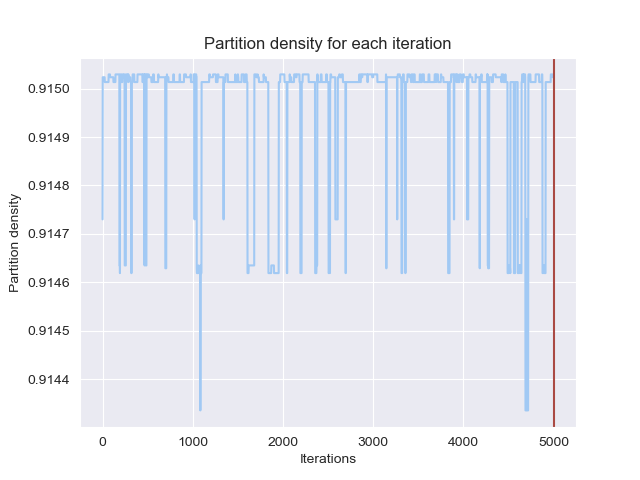 Partition density for each iteration
0.9150
0.9149
0.9148
0.9147
0.9146
0.9145
0.9144
Partition density
0 1000 2000 3000 4000 5000
Iterations